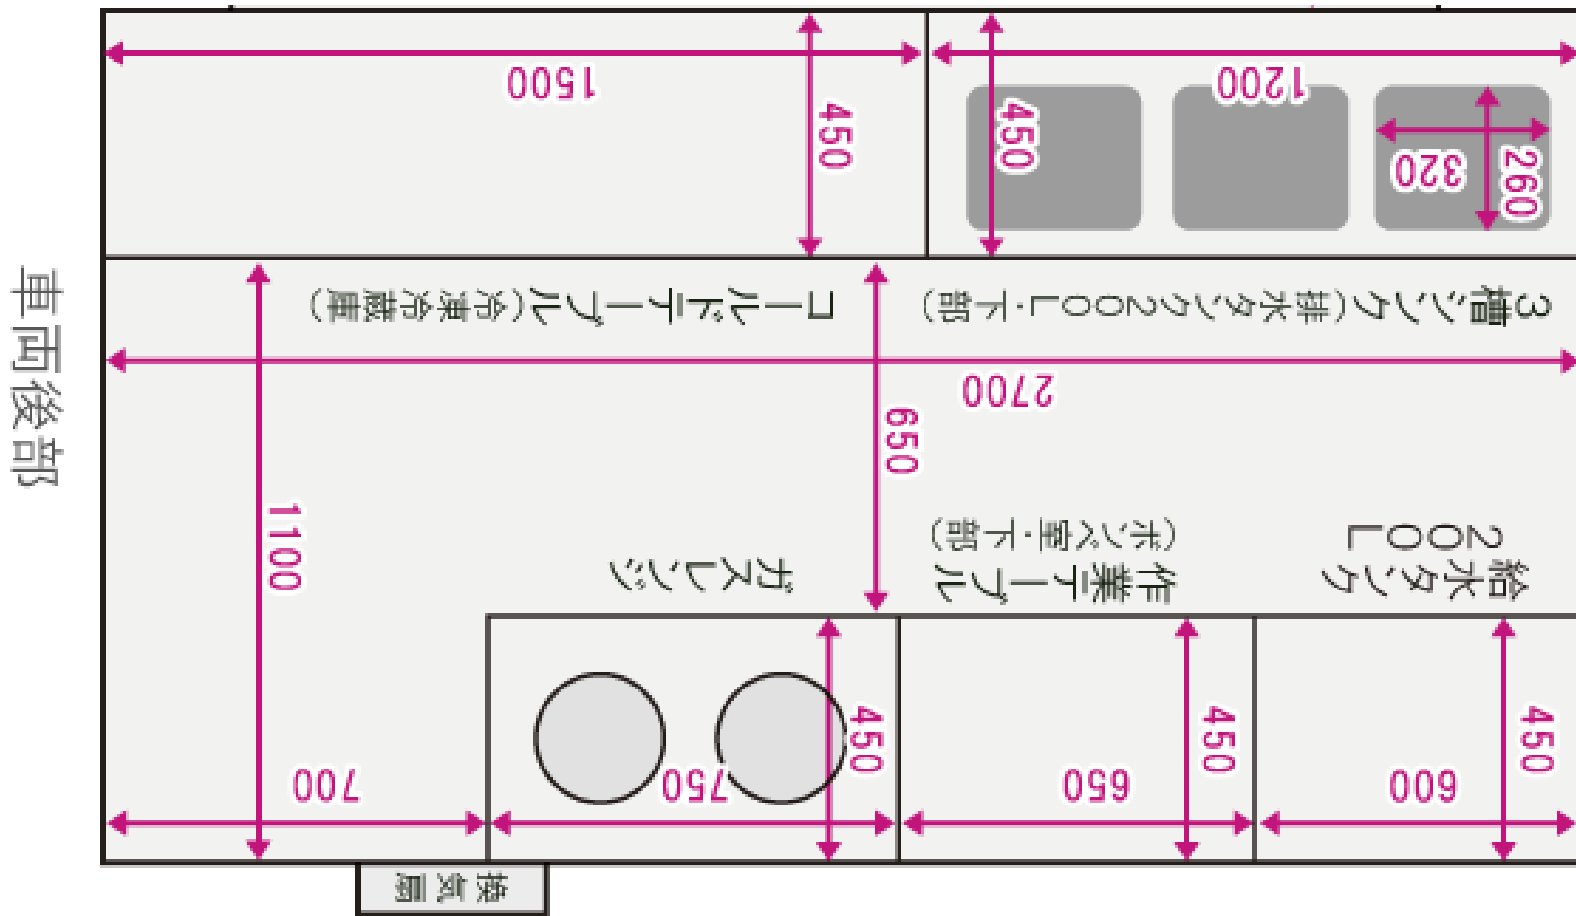 1500
1200
450
450
320
260
コールドテーブル(冷凍冷蔵庫)
3槽シンク(排水タンク200L・下部)
2700
650
1100
車両後部
ガスレンジ
作業テーブル
(ボンベ室・下部)
給水タンク
200L
450
450
450
700
750
650
600
換気扇